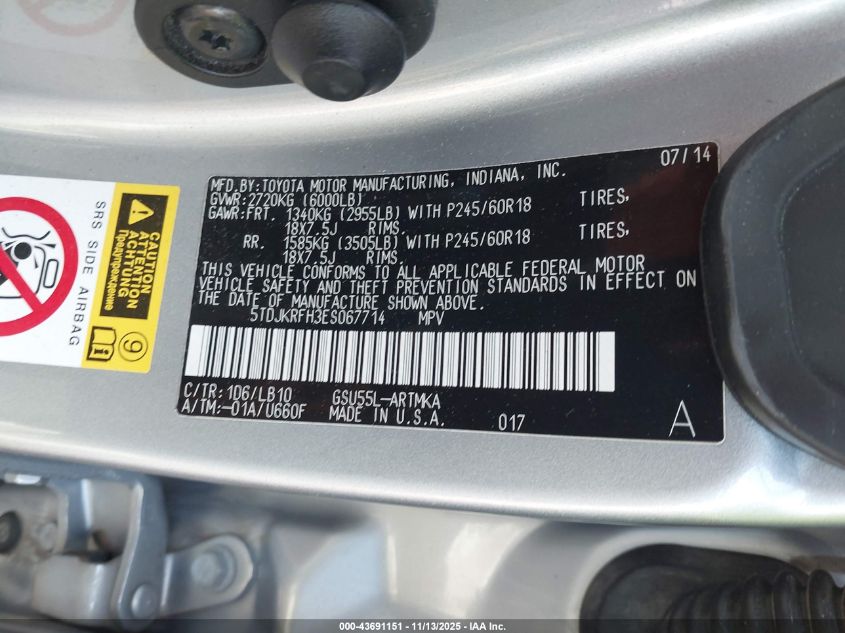 07/14
MFD.BY:TOYOTA MOTOR MANUFACTURING, INDIANA, INC.
GVWR:2720KG (6000LB)
GAWR:FRT. 1340KG (2955LB) WITH P245/60R18 TIRES,
18X7.5J RIMS.
RR. 1585KG (3505LB) WITH P245/60R18 TIRES,
18X7.5J RIMS.
THIS VEHICLE CONFORMS TO ALL APPLICABLE FEDERAL MOTOR
VEHICLE SAFETY AND THEFT PREVENTION STANDARDS IN EFFECT ON
THE DATE OF MANUFACTURE SHOWN ABOVE.
5TDJKRFH3ES067714 MPV
C/TR:1D6/LB10 GSU55L-ARTMKA
A/TM:-01A/U660F MADE IN U.S.A. 017 A
SRS SIDE AIRBAG
CAUTION
ATTENTION
ACHTUNG
Предупреждение
9
000-43691151 - 11/13/2025 - IAA Inc.